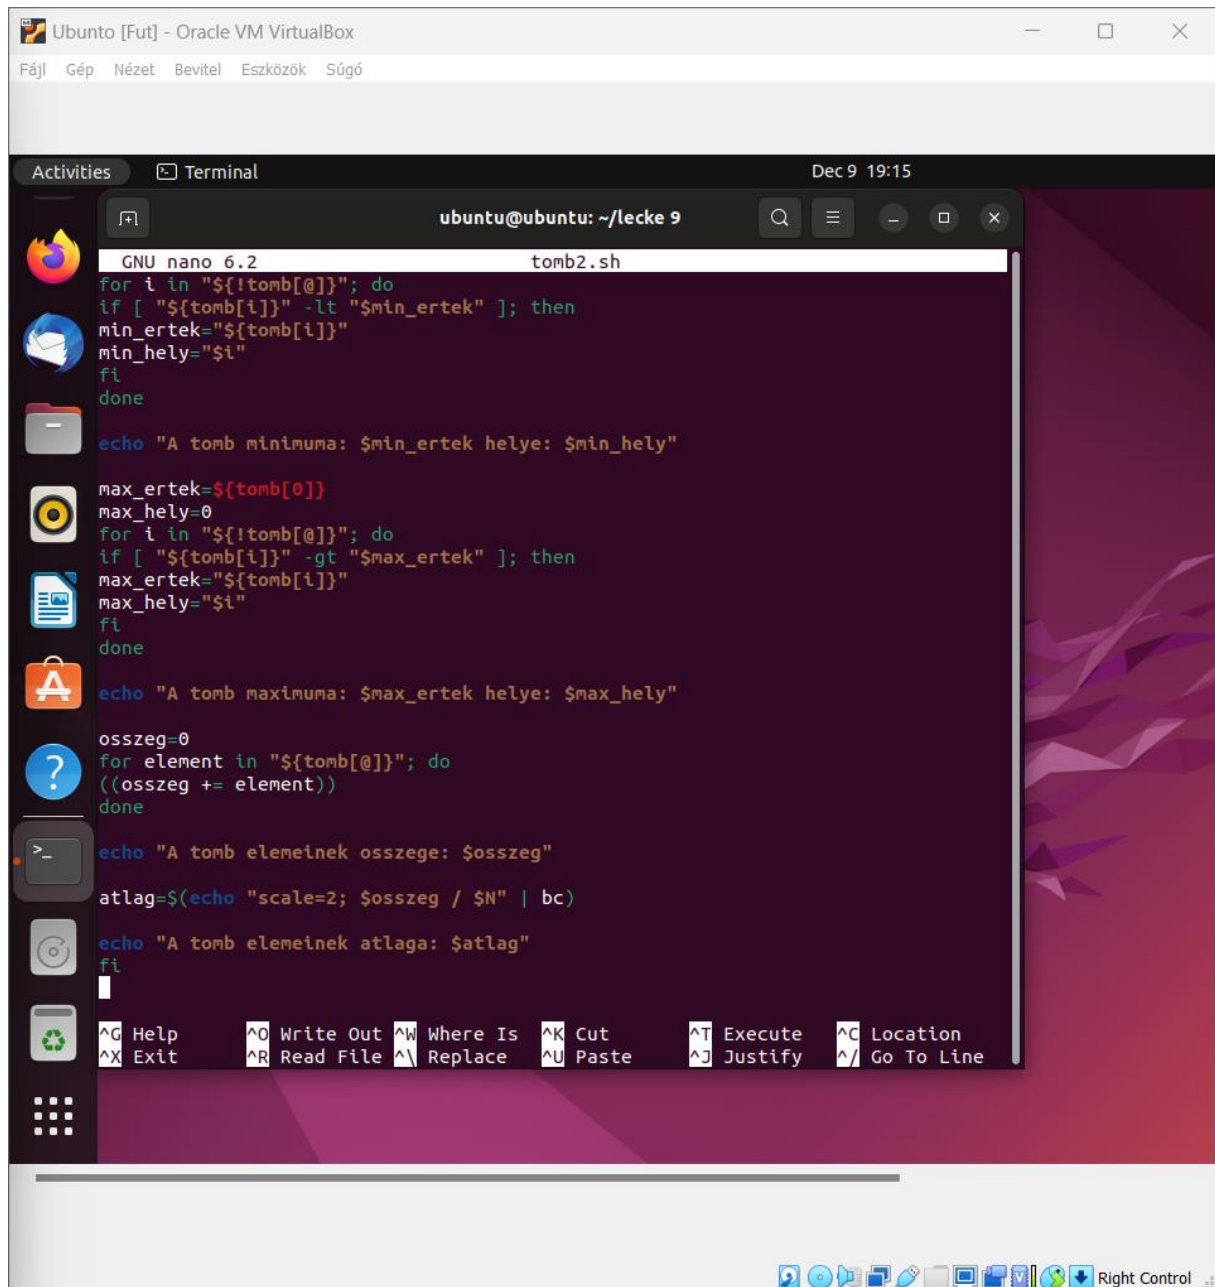 Ubunto [Fut] - Oracle VM VirtualBox
Fájl Gép Nézet Bevitel Eszközök Súgó
Activities Terminal Dec 9 19:15
ubuntu@ubuntu: ~/lecke 9
GNU nano 6.2 tomb2.sh
for i in "${!tomb[@]}"; do
if [ "${tomb[i]}" -lt "$min_ertek" ]; then
min_ertek="${tomb[i]}"
min_hely="$i"
fi
done
echo "A tomb minimuma: $min_ertek helye: $min_hely"
max_ertek=${tomb[0]}
max_hely=0
for i in "${!tomb[@]}"; do
if [ "${tomb[i]}" -gt "$max_ertek" ]; then
max_ertek="${tomb[i]}"
max_hely="$i"
fi
done
echo "A tomb maximuma: $max_ertek helye: $max_hely"
osszeg=0
for element in "${tomb[@]}"; do
((osszeg += element))
done
echo "A tomb elemeinek osszege: $osszeg"
atlag=$(echo "scale=2; $osszeg / $N" | bc)
echo "A tomb elemeinek atlaga: $atlag"
fi
^G Help ^O Write Out ^W Where Is ^K Cut ^T Execute ^C Location
^X Exit ^R Read File ^\ Replace ^U Paste ^J Justify ^/ Go To Line
Right Control